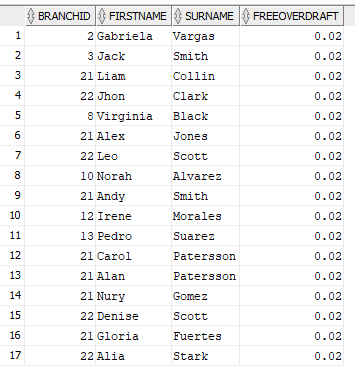 BRANCHID FIRSTNAME SURNAME FREEOVERDRAFT
1 2 Gabriela Vargas 0.02
2 3 Jack Smith 0.02
3 21 Liam Collin 0.02
4 22 Jhon Clark 0.02
5 8 Virginia Black 0.02
6 21 Alex Jones 0.02
7 22 Leo Scott 0.02
8 10 Norah Alvarez 0.02
9 21 Andy Smith 0.02
10 12 Irene Morales 0.02
11 13 Pedro Suarez 0.02
12 21 Carol Patersson 0.02
13 21 Alan Patersson 0.02
14 21 Nury Gomez 0.02
15 22 Denise Scott 0.02
16 21 Gloria Fuertes 0.02
17 22 Alia Stark 0.02